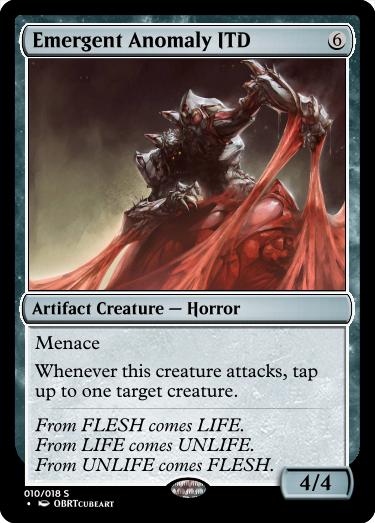 Emergent Anomaly ITD 6
Artifact Creature — Horror
Menace
Whenever this creature attacks, tap
up to one target creature.
From FLESH comes LIFE.
From LIFE comes UNLIFE.
From UNLIFE comes FLESH.
4/4
010/018 S
• OBRTcubeart